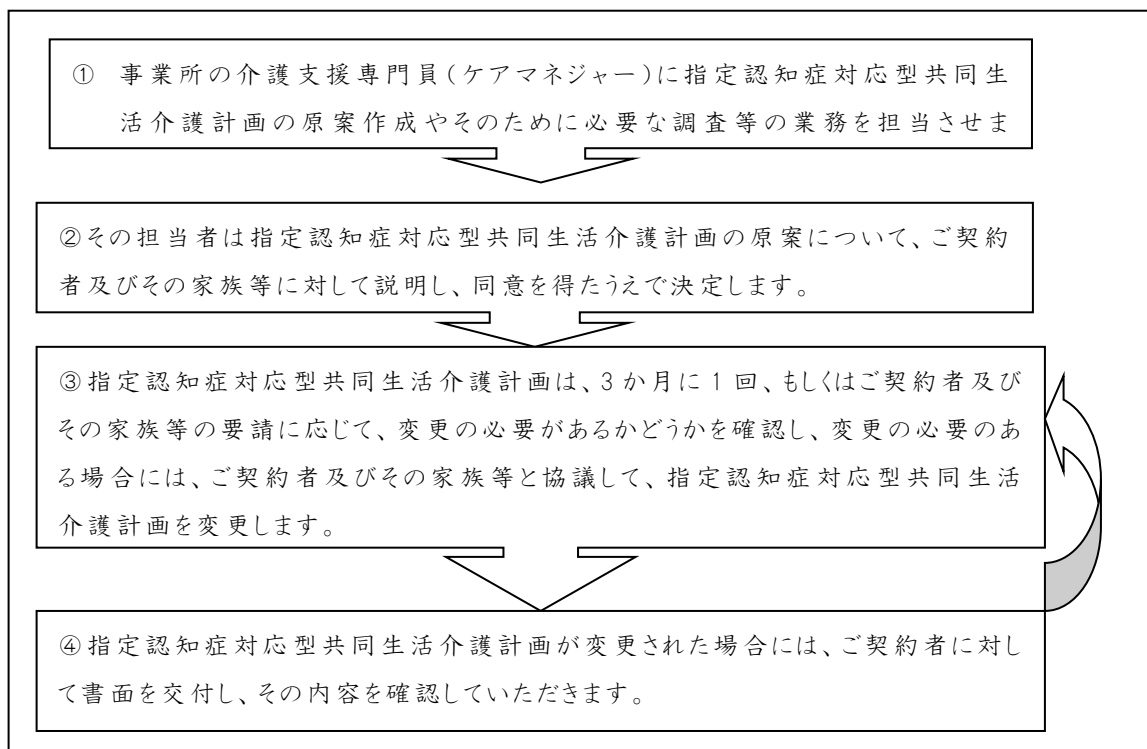 ① 事業所の介護支援専門員(ケアマネジャー)に指定認知症対応型共同生
活介護計画の原案作成やそのために必要な調査等の業務を担当させま
②その担当者は指定認知症対応型共同生活介護計画の原案について、ご契約
者及びその家族等に対して説明し、同意を得たうえで決定します。
③指定認知症対応型共同生活介護計画は、3か月に1回、もしくはご契約者及び
その家族等の要請に応じて、変更の必要があるかどうかを確認し、変更の必要のあ
る場合には、ご契約者及びその家族等と協議して、指定認知症対応型共同生活
介護計画を変更します。
④指定認知症対応型共同生活介護計画が変更された場合には、ご契約者に対し
て書面を交付し、その内容を確認していただきます。